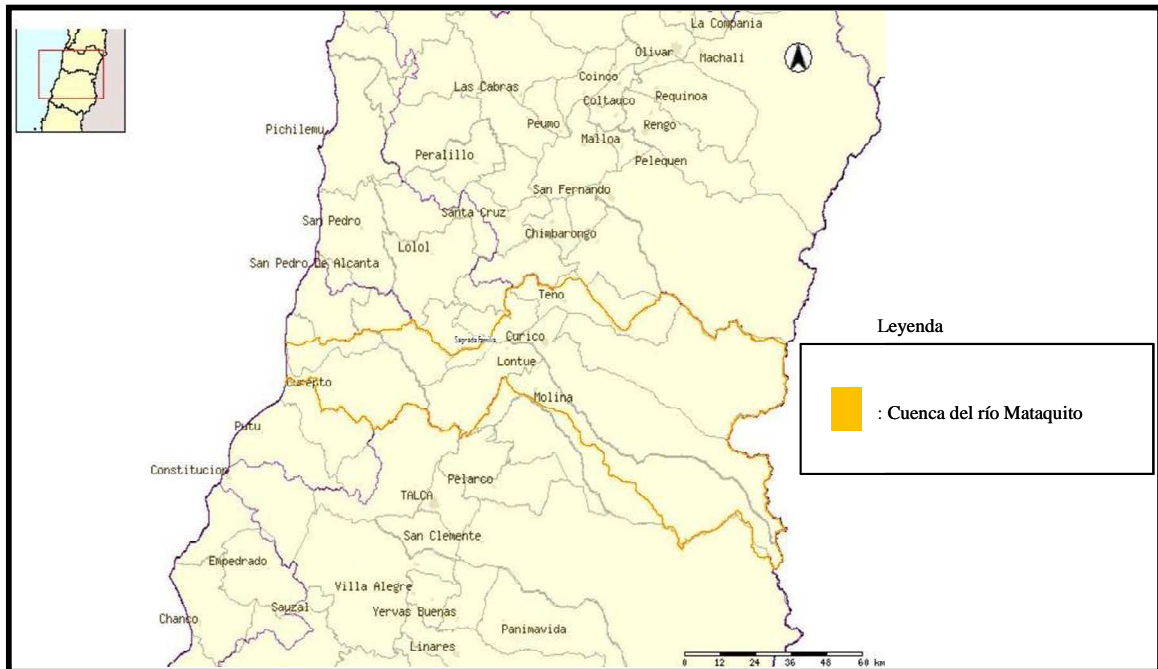 La Compania
Olivar
Machali
Coinco
Las Cabras
Coltauco
Requinoa
Pichilemu
Peumo
Rengo
Malloa
Peralillo
Pelequen
San Fernando
Santa Cruz
San Pedro
Chimbarongo
Lolol
San Pedro De Alcanta
Teno
Leyenda
Sagrada Familia
Curico
Lontue
Curepto
Molina
: Cuenca del río Mataquito
Putu
Constitucion
Pelarco
TALCA
San Clemente
Empedrado
Villa Alegre
Sauzal
Yervas Buenas
Chanco
Panimavida
Linares
0 12 24 36 48 60 km